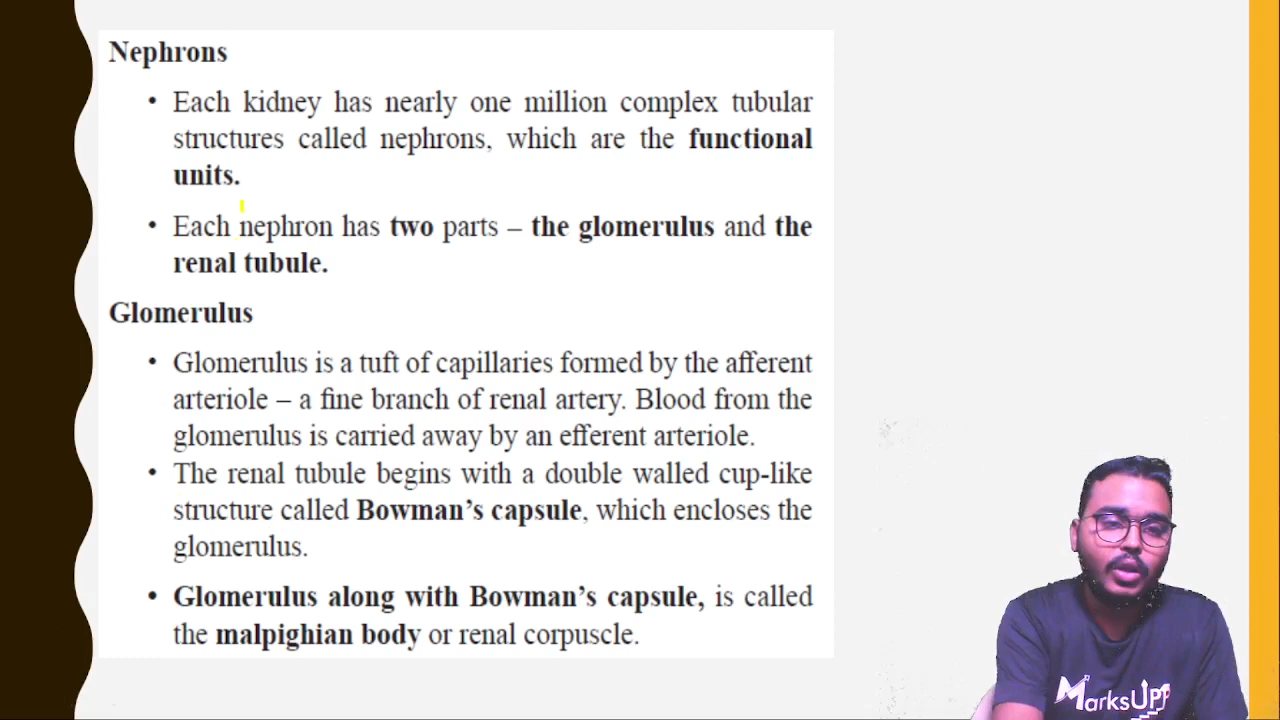 Nephrons
• Each kidney has nearly one million complex tubular
structures called nephrons, which are the functional
units.
• Each nephron has two parts – the glomerulus and the
renal tubule.
Glomerulus
• Glomerulus is a tuft of capillaries formed by the afferent
arteriole – a fine branch of renal artery. Blood from the
glomerulus is carried away by an efferent arteriole.
• The renal tubule begins with a double walled cup-like
structure called Bowman’s capsule, which encloses the
glomerulus.
• Glomerulus along with Bowman’s capsule, is called
the malpighian body or renal corpuscle.
MarksUPP